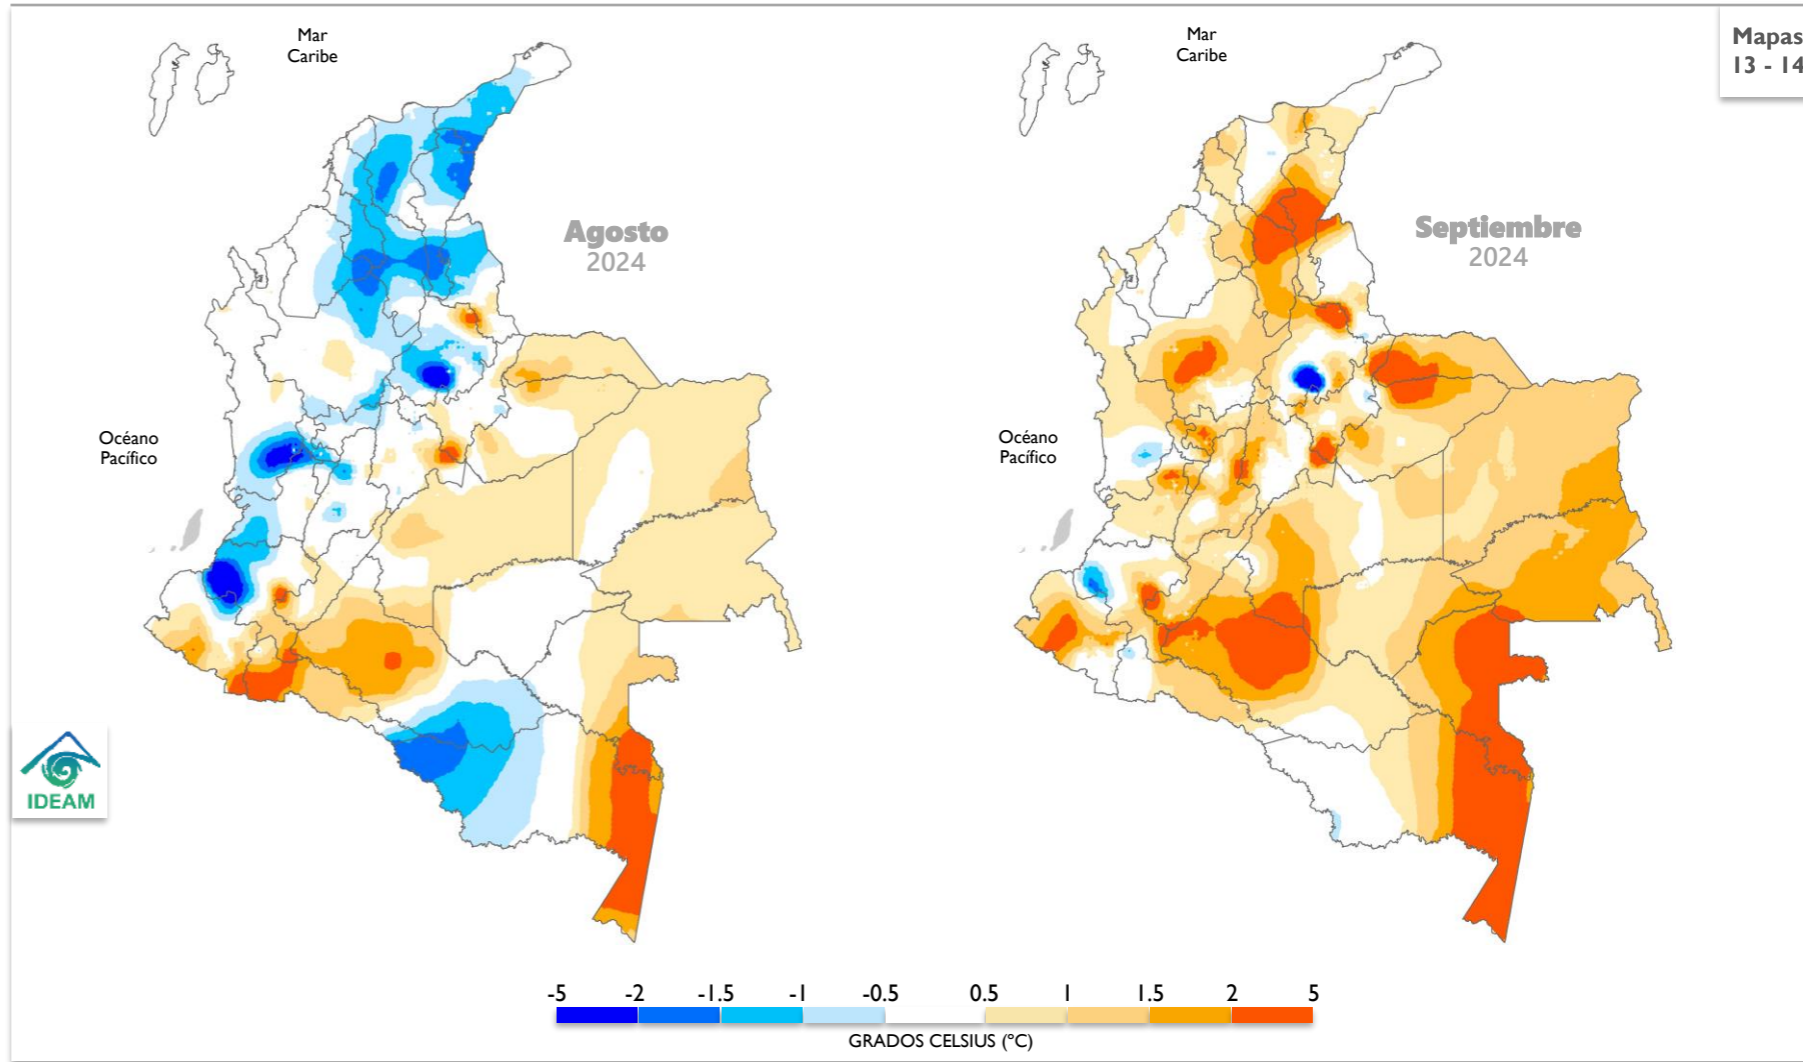 Mar
Caribe
Mar
Caribe
Mapas
13 - 14
Agosto
2024
Septiembre
2024
Océano
Pacífico
Océano
Pacífico
IDEAM
-5 -2 -1.5 -1 -0.5 0.5 1 1.5 2 5
GRADOS CELSIUS (°C)